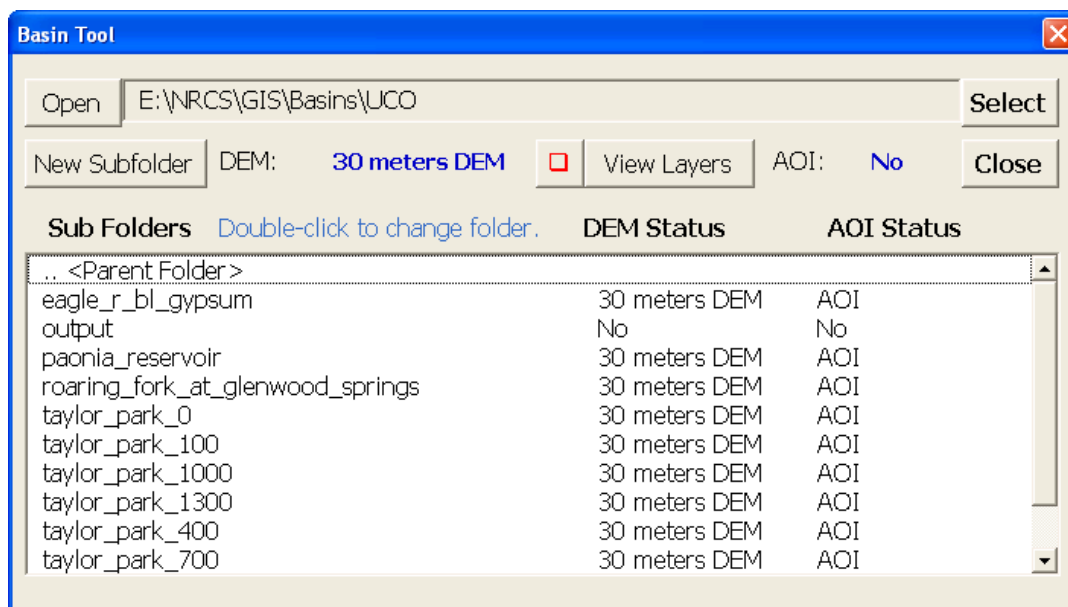 Basin Tool
Open E:\NRCS\GIS\Basins\UCO Select
New Subfolder DEM: 30 meters DEM View Layers AOI: No Close
Sub Folders Double-click to change folder. DEM Status AOI Status
.. <Parent Folder>
eagle_r_bl_gypsum 30 meters DEM AOI
output No No
paonia_reservoir 30 meters DEM AOI
roaring_fork_at_glenwood_springs 30 meters DEM AOI
taylor_park_0 30 meters DEM AOI
taylor_park_100 30 meters DEM AOI
taylor_park_1000 30 meters DEM AOI
taylor_park_1300 30 meters DEM AOI
taylor_park_400 30 meters DEM AOI
taylor_park_700 30 meters DEM AOI